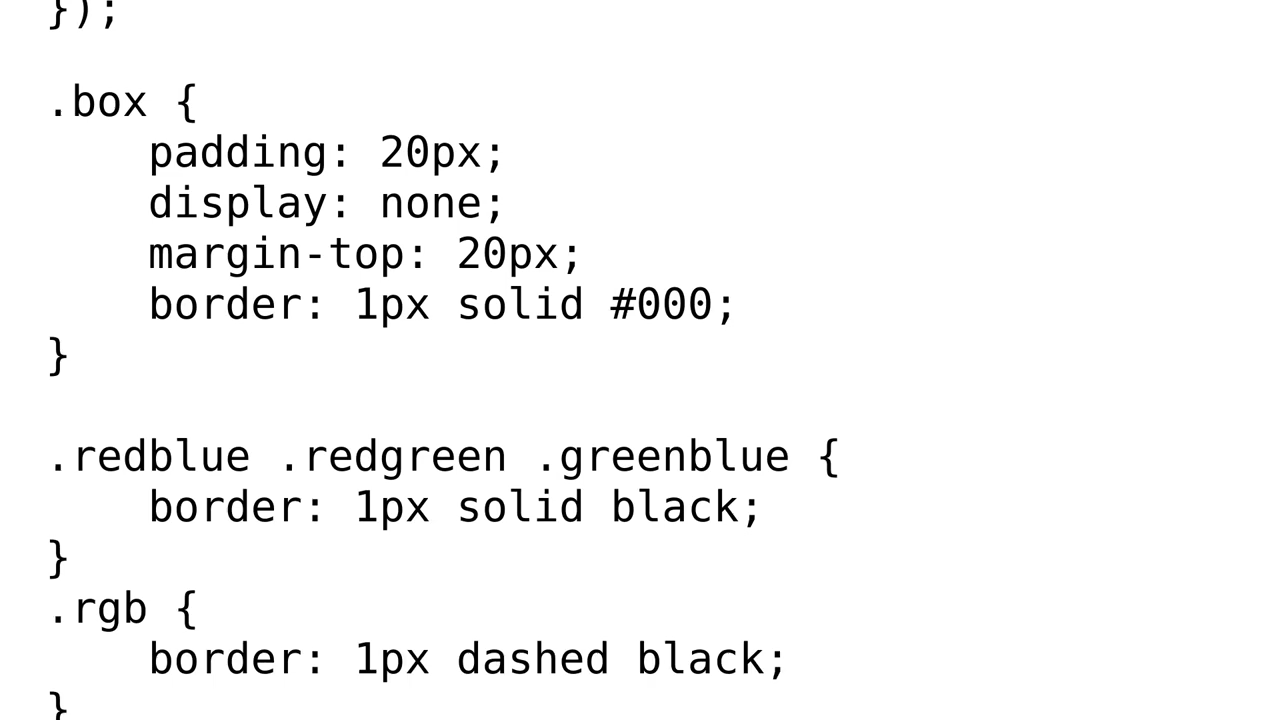 });

.box {
    padding: 20px;
    display: none;
    margin-top: 20px;
    border: 1px solid #000;
}

.redblue .redgreen .greenblue {
    border: 1px solid black;
}
.rgb {
    border: 1px dashed black;
}